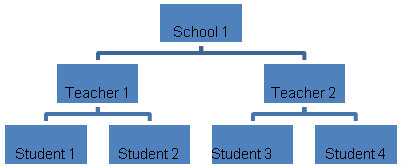 School 1
Teacher 1
Teacher 2
Student 1
Student 2
Student 3
Student 4